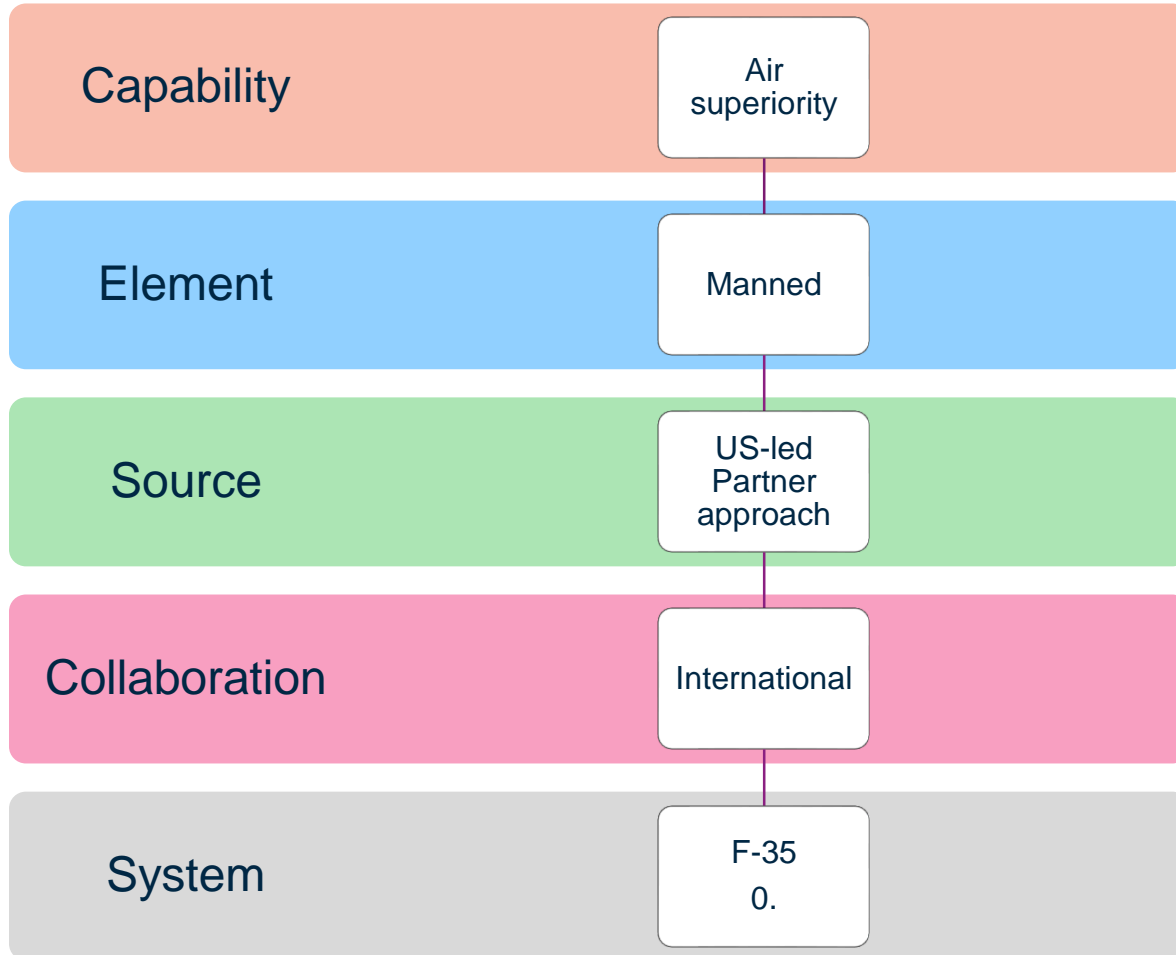 Capability
Air
superiority
Element
Manned
Source
US-led
Partner
approach
Collaboration
International
System
F-35
0.